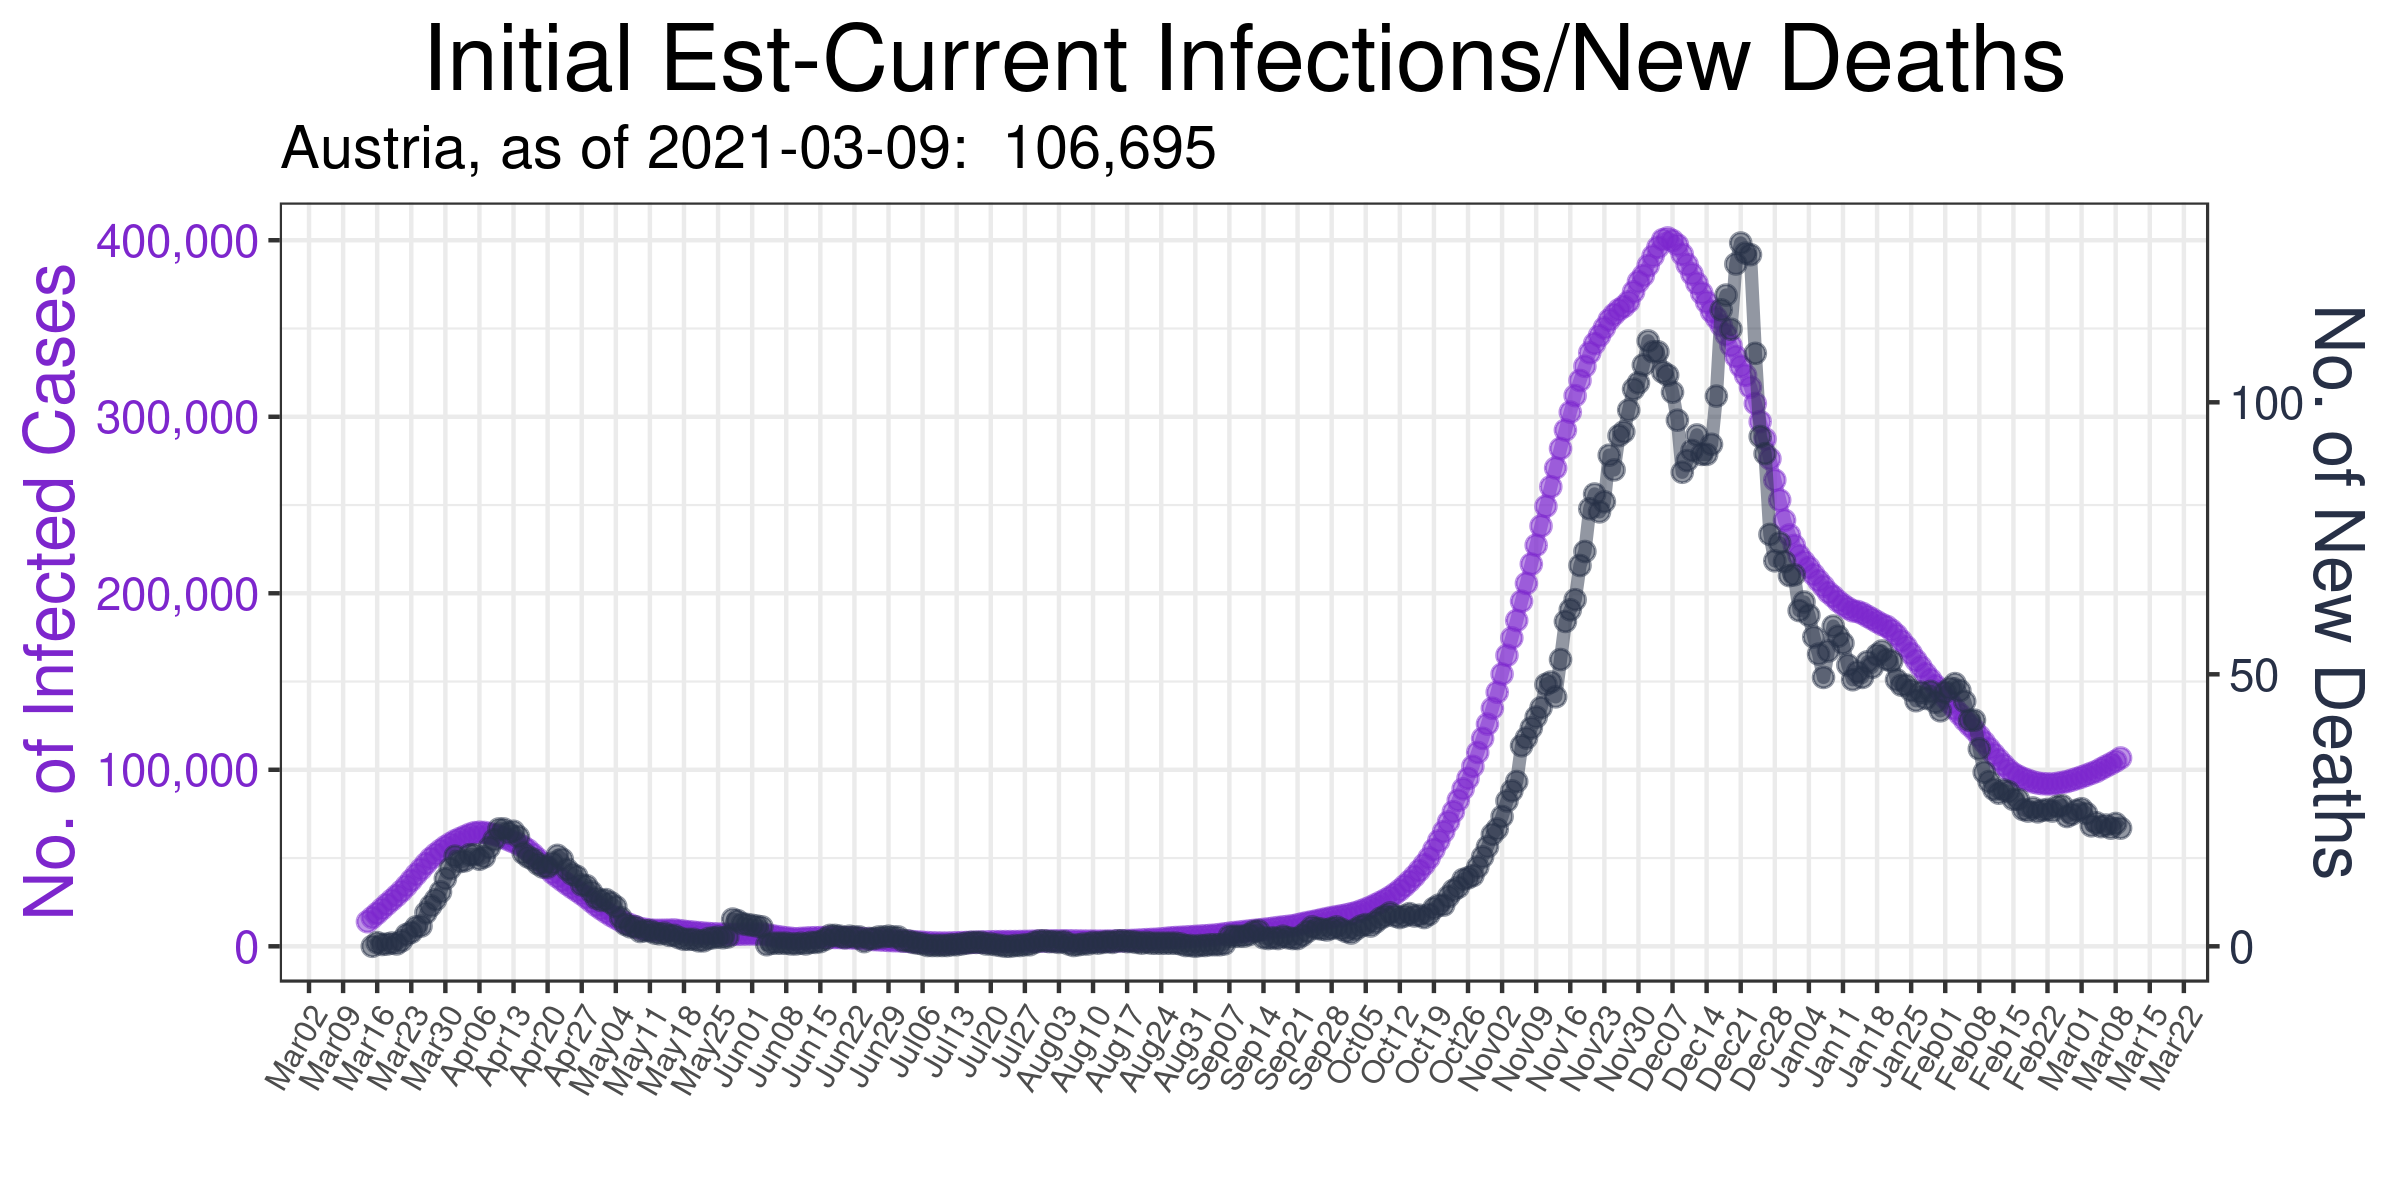 Initial Est-Current Infections/New Deaths
Austria, as of 2021-03-09:  106,695
No. of Infected Cases
400,000
300,000
200,000
100,000
0
100
50
0
No. of New Deaths
Mar02
Mar09
Mar16
Mar23
Mar30
Apr06
Apr13
Apr20
Apr27
May04
May11
May18
May25
Jun01
Jun08
Jun15
Jun22
Jun29
Jul06
Jul13
Jul20
Jul27
Aug03
Aug10
Aug17
Aug24
Aug31
Sep07
Sep14
Sep21
Sep28
Oct05
Oct12
Oct19
Oct26
Nov02
Nov09
Nov16
Nov23
Nov30
Dec07
Dec14
Dec21
Dec28
Dec04
Jan11
Jan18
Jan25
Feb01
Feb08
Feb15
Feb22
Mar01
Mar08
Mar15
Mar22